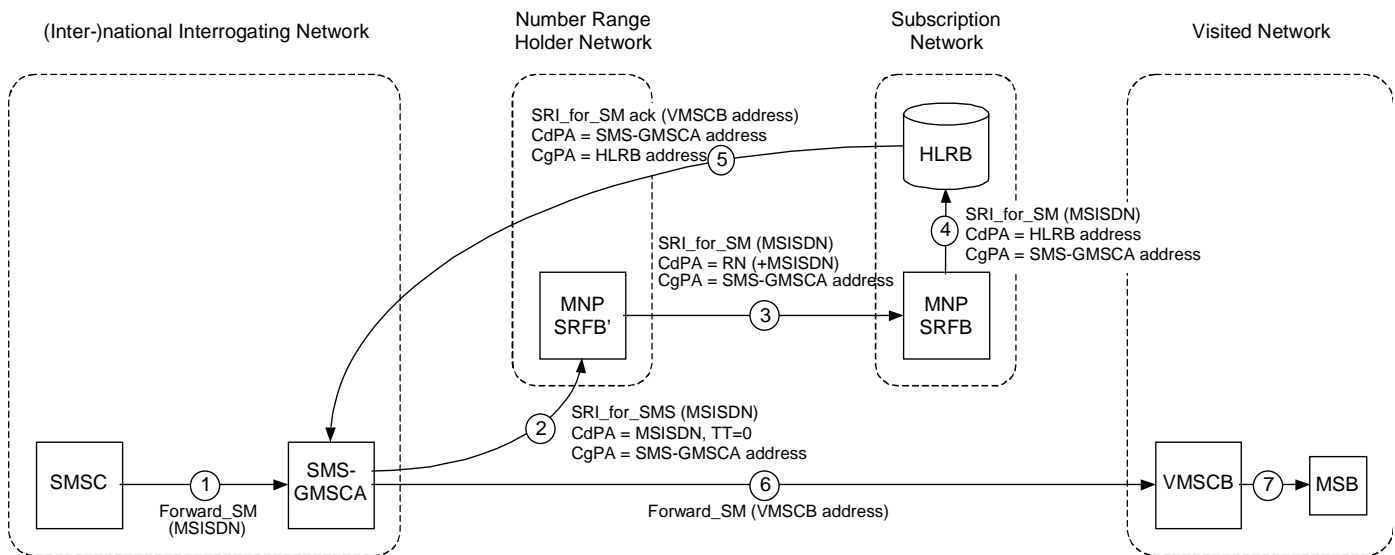 (Inter-)national Interrogating Network
Number Range
Holder Network
Subscription
Network
Visited Network
SRI_for_SM ack (VMSCB address)
CdPA = SMS-GMSCA address
CgPA = HLRB address
5
HLRB
4
SRI_for_SM (MSISDN)
CdPA = HLRB address
CgPA = SMS-GMSCA address
SRI_for_SM (MSISDN)
CdPA = RN (+MSISDN)
CgPA = SMS-GMSCA address
MNP
SRFB’
3
MNP
SRFB
2
SRI_for_SMS (MSISDN)
CdPA = MSISDN, TT=0
CgPA = SMS-GMSCA address
SMSC
1
Forward_SM
(MSISDN)
SMS-
GMSCA
6
Forward_SM (VMSCB address)
VMSCB
7
MSB